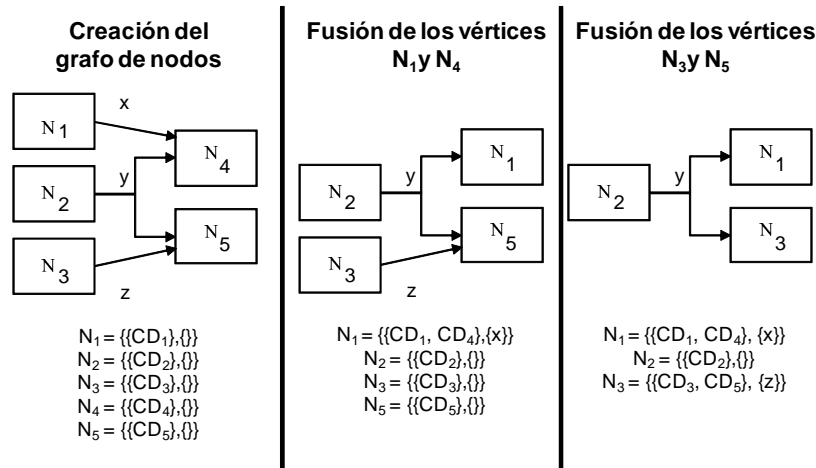 Creación del
grafo de nodos
x
N1
N4
N2
y
N5
N3
z
N1 = {{CD1},{}}
N2 = {{CD2},{}}
N3 = {{CD3},{}}
N4 = {{CD4},{}}
N5 = {{CD5},{}}
Fusión de los vértices
N1y N4
N1
N2
y
N5
N3
z
N1 = {{CD1, CD4},{x}}
N2 = {{CD2},{}}
N3 = {{CD3},{}}
N5 = {{CD5},{}}
Fusión de los vértices
N3y N5
N1
N2
y
N3
N1 = {{CD1, CD4}, {x}}
N2 = {{CD2},{}}
N3 = {{CD3, CD5}, {z}}